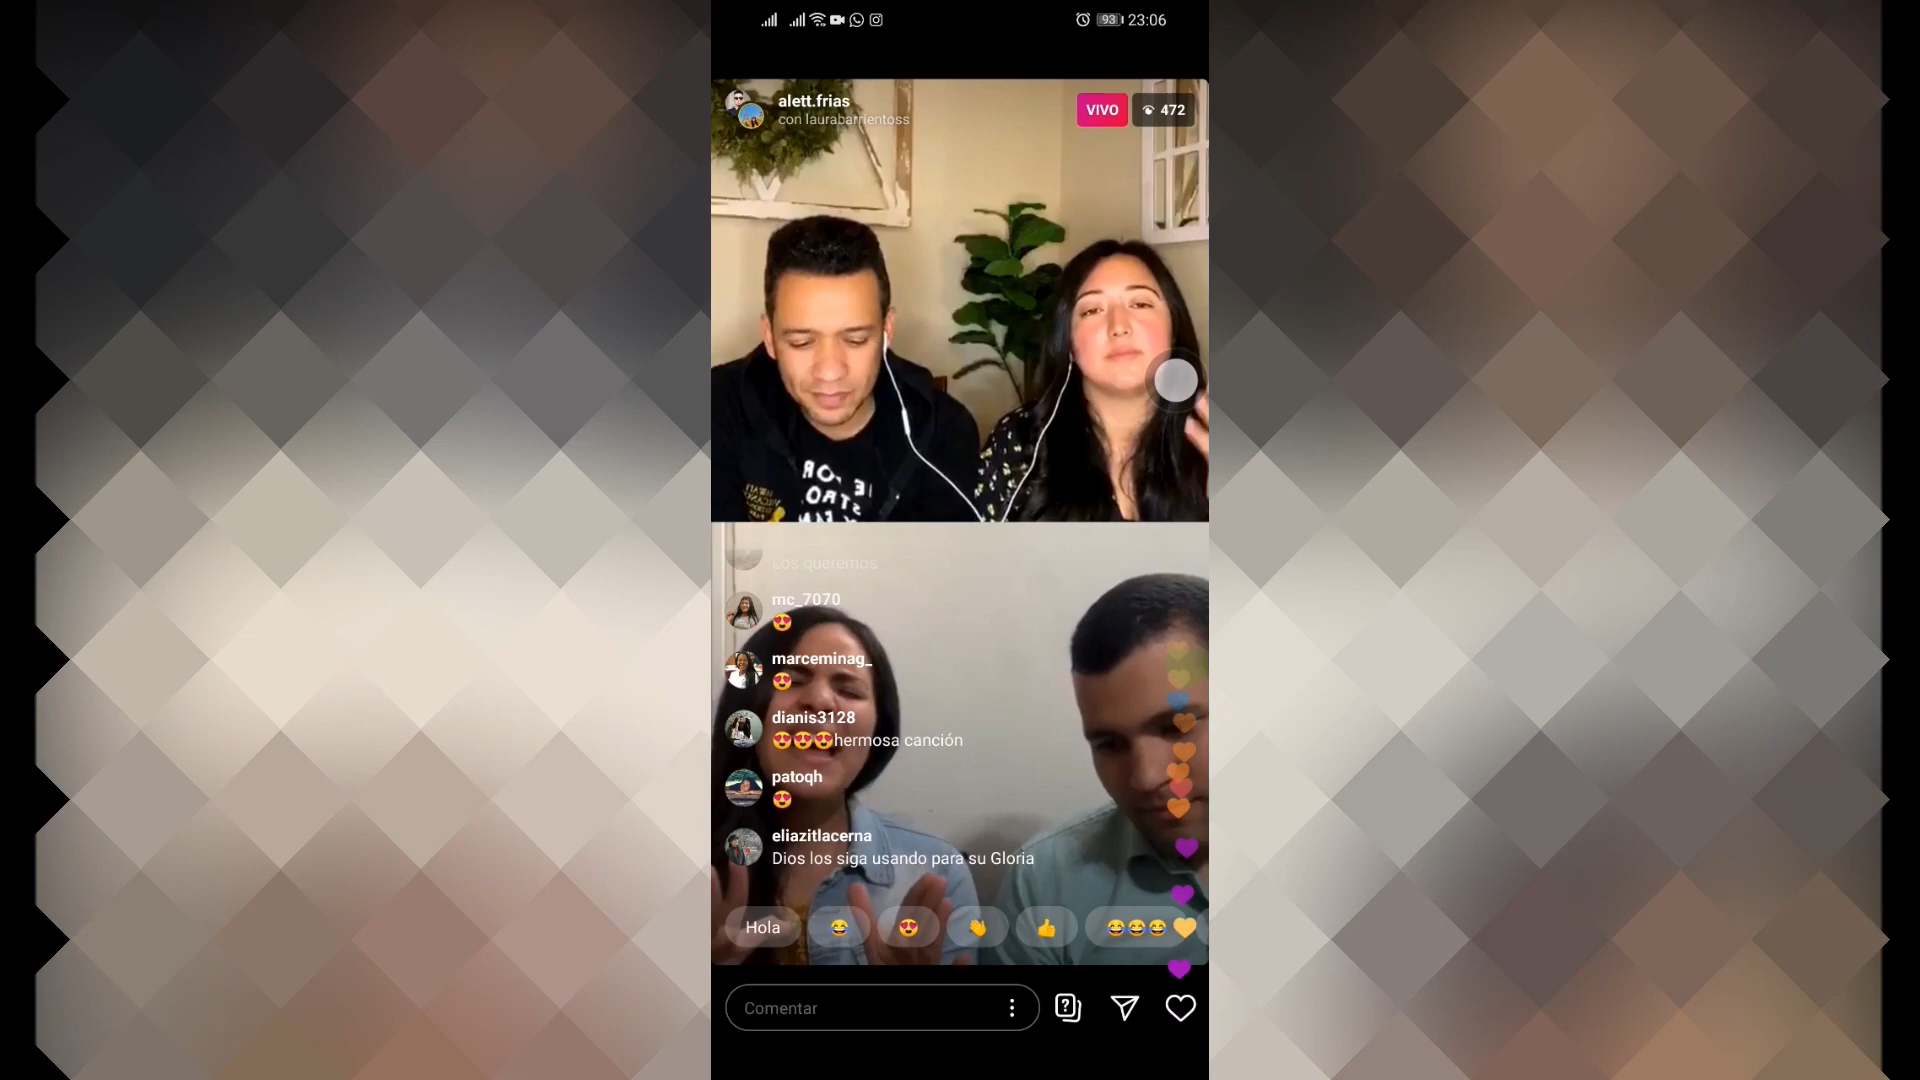 93 23:06
alett.frias
con laurabarrientoss
VIVO 472
Los queremos
mc_7070
😍
marceminag_
😍
dianis3128
😍😍😍hermosa canción
patoqh
😍
eliazitlacerna
Dios los siga usando para su Gloria
Hola 😂 😍 👏 👍 😂😂😂
Comentar